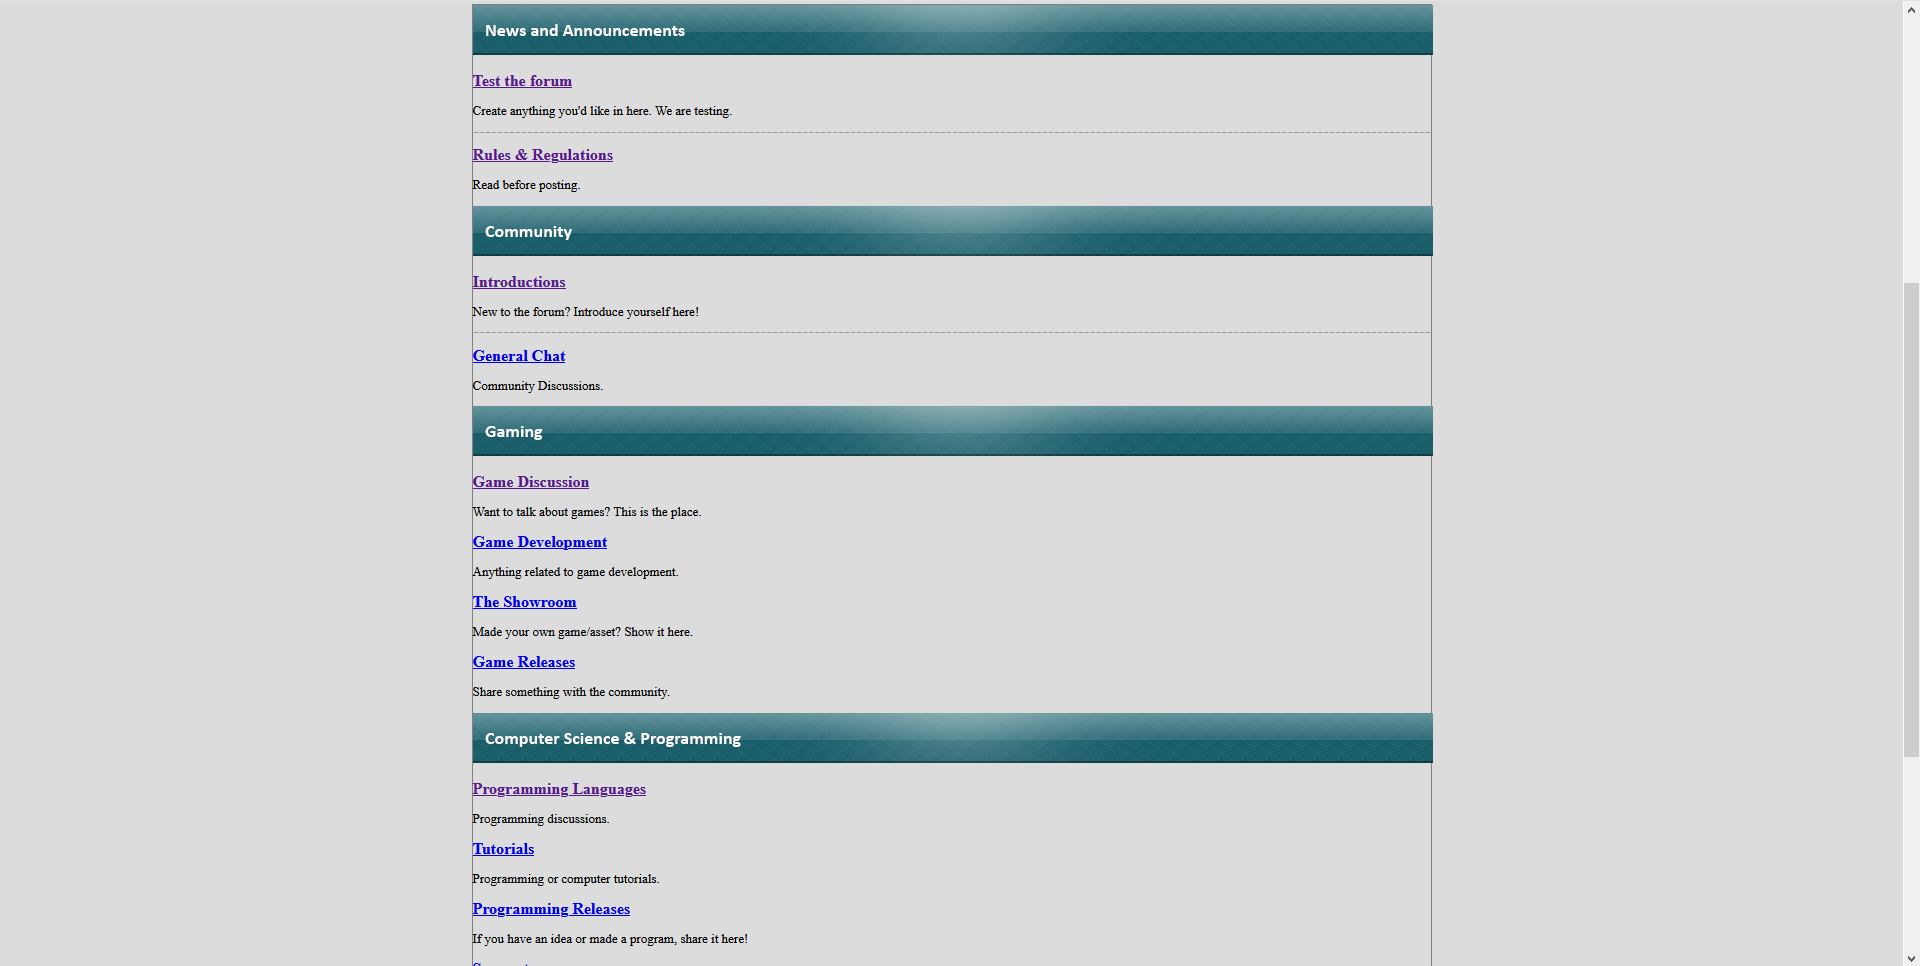 News and Announcements
Test the forum
Create anything you'd like in here. We are testing.
Rules & Regulations
Read before posting.
Community
Introductions
New to the forum? Introduce yourself here!
General Chat
Community Discussions.
Gaming
Game Discussion
Want to talk about games? This is the place.
Game Development
Anything related to game development.
The Showroom
Made your own game/asset? Show it here.
Game Releases
Share something with the community.
Computer Science & Programming
Programming Languages
Programming discussions.
Tutorials
Programming or computer tutorials.
Programming Releases
If you have an idea or made a program, share it here!